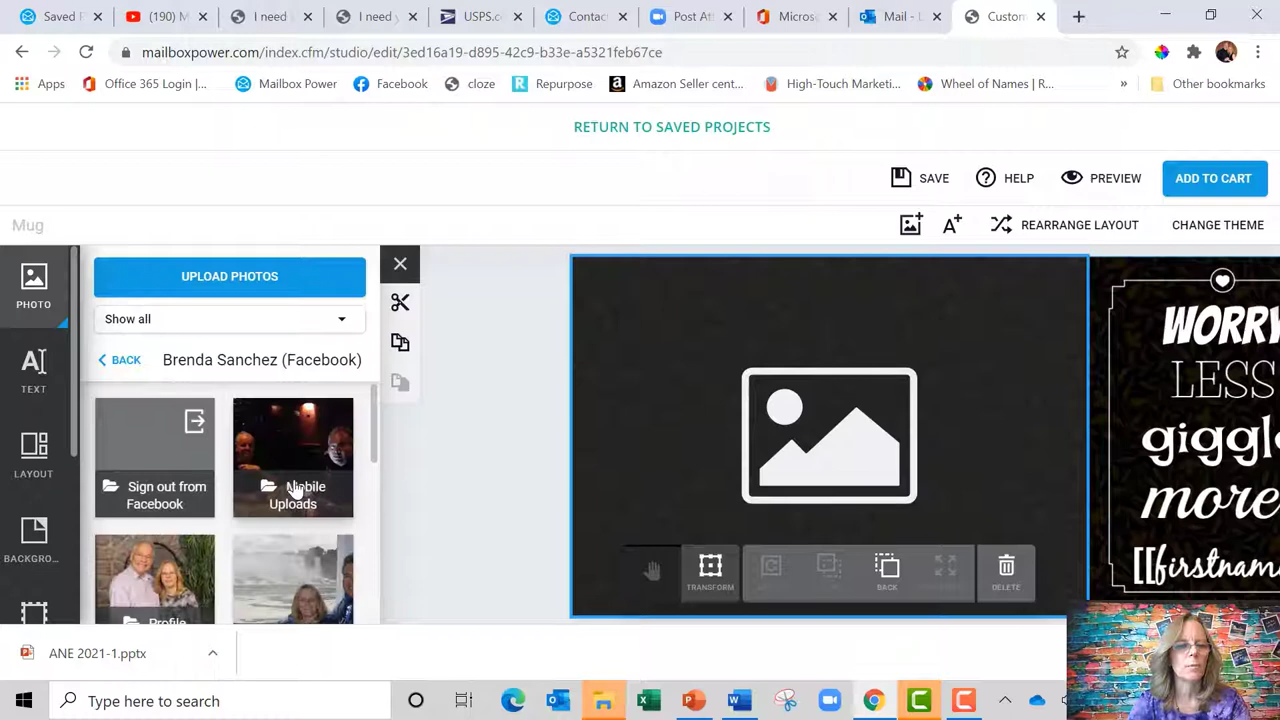 Saved P
(190) M
I need
I need y
USPS.c
Contac
Post At
Micros
Mail - L
Custom
mailboxpower.com/index.cfm/studio/edit/3ed16a19-d895-42c9-b33e-a5321feb67ce
Apps
Office 365 Login |...
Mailbox Power
Facebook
cloze
Repurpose
Amazon Seller cent...
High-Touch Marketi...
Wheel of Names | R...
»
Other bookmarks
RETURN TO SAVED PROJECTS
SAVE
HELP
PREVIEW
ADD TO CART
Mug
REARRANGE LAYOUT
CHANGE THEME
PHOTO
UPLOAD PHOTOS
Show all
BACK
Brenda Sanchez (Facebook)
TEXT
Sign out from
Facebook
Mobile
Uploads
LAYOUT
BACKGRO...
Profile
TRANSFORM
BACK
DELETE
WORRY
LESS
giggl
more
[[firstnam
ANE 2021-1.pptx
Type here to search